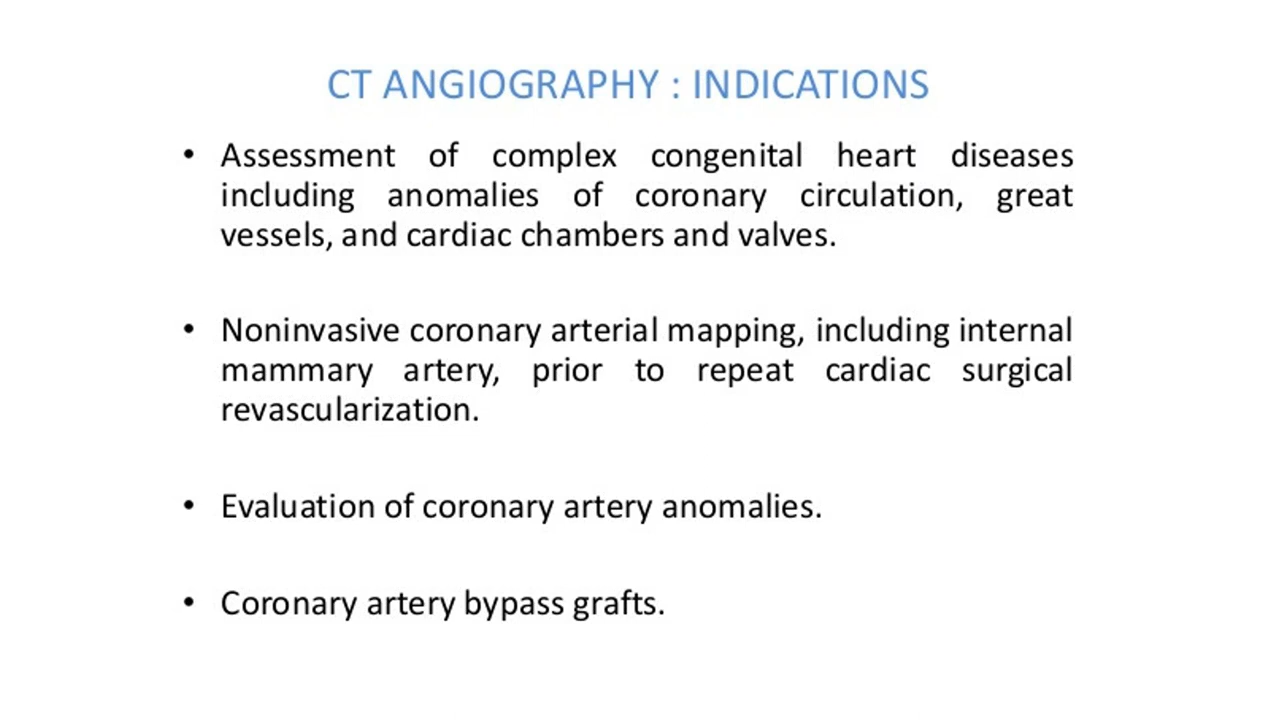 CT ANGIOGRAPHY : INDICATIONS
• Assessment of complex congenital heart diseases
including anomalies of coronary circulation, great
vessels, and cardiac chambers and valves.
• Noninvasive coronary arterial mapping, including internal
mammary artery, prior to repeat cardiac surgical
revascularization.
• Evaluation of coronary artery anomalies.
• Coronary artery bypass grafts.